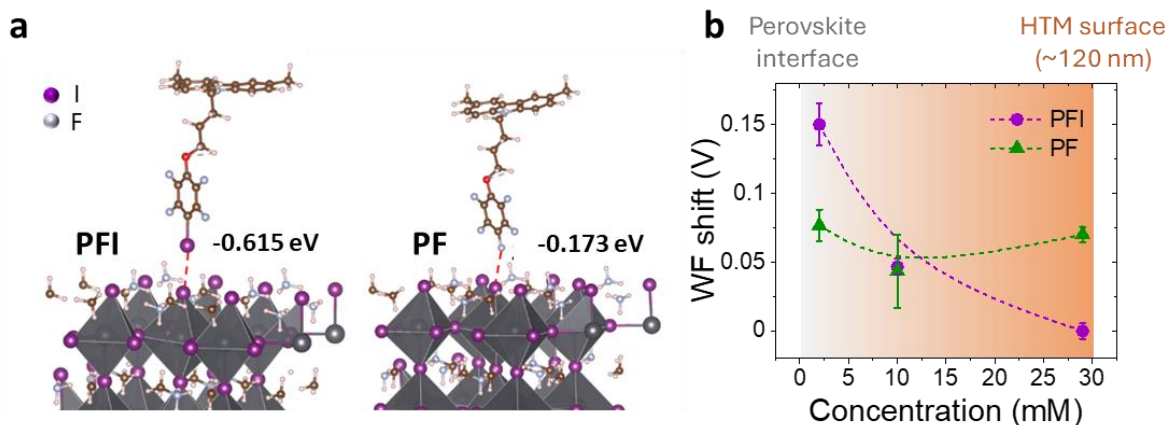 a
I
F
PFI
-0.615 eV
PF
-0.173 eV
b
Perovskite
interface
HTM surface
(~120 nm)
WF shift (V)
0.15
0.1
0.05
0
PFI
PF
0 5 10 15 20 25 30
Concentration (mM)